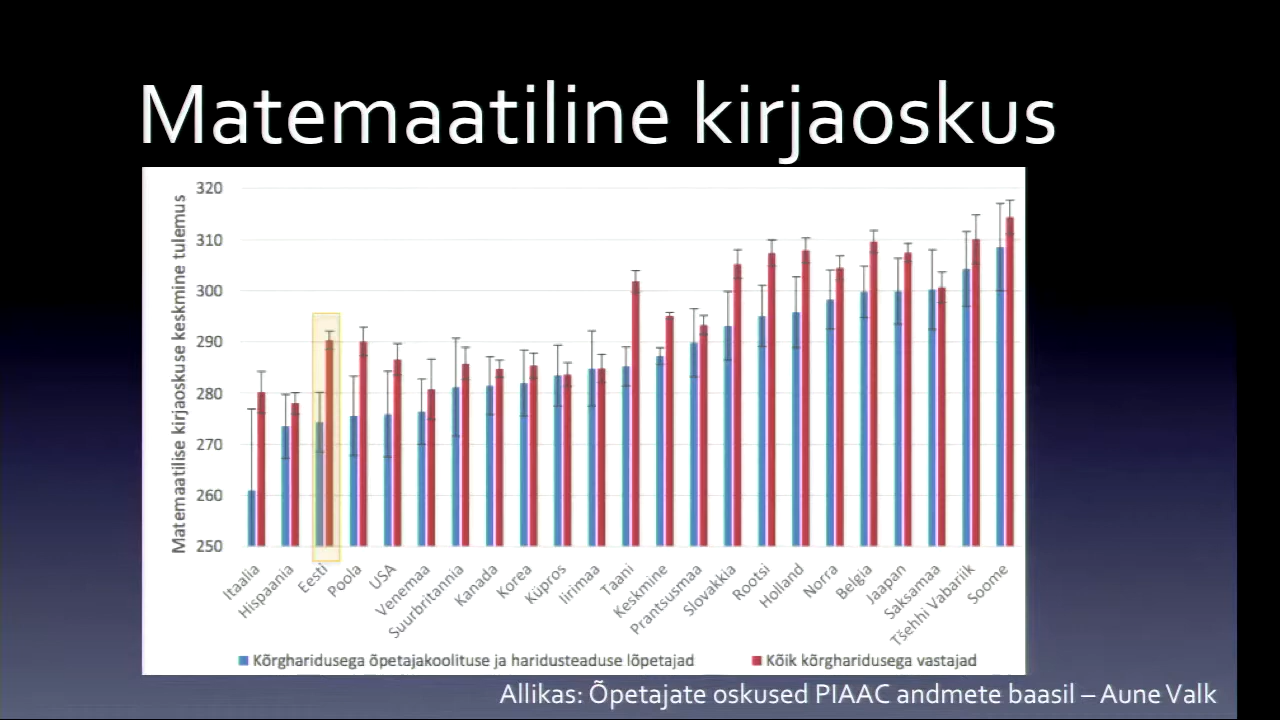 Matemaatiline kirjaoskus
Matemaatilise kirjaoskuse keskmine tulemus
320
310
300
290
280
270
260
250
Itaalia
Hispaania
Eesti
Poola
USA
Venemaa
Suurbritannia
Kanada
Korea
Küpros
Iirimaa
Taani
Keskmine
Prantsusmaa
Slovakkia
Rootsi
Holland
Norra
Belgia
Jaapan
Saksamaa
Tšehhi Vabariik
Soome
Kõrgharidusega õpetajakoolituse ja haridusteaduse lõpetajad
Kõik kõrgharidusega vastajad
Allikas: Õpetajate oskused PIAAC andmete baasil – Aune Valk